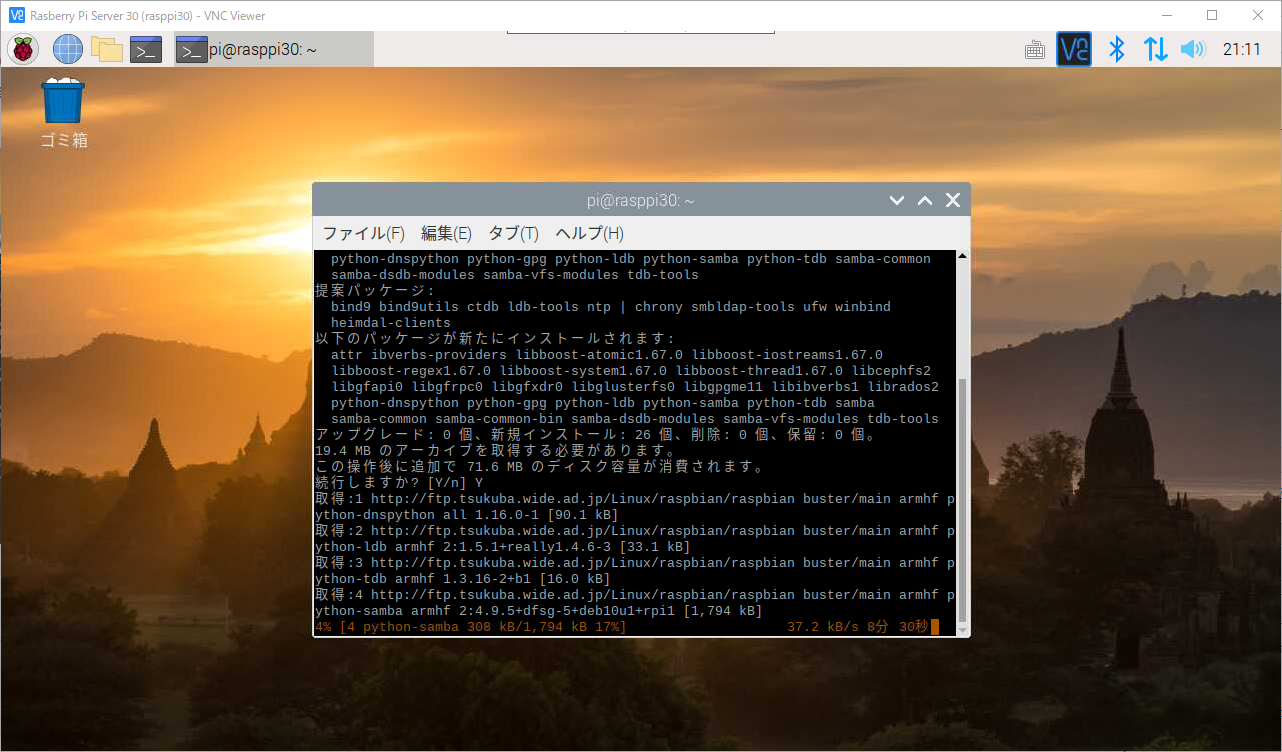 Rasberry Pi Server 30 (rasppi30) - VNC Viewer
pi@rasppi30: ~
21:11
ゴミ箱
pi@rasppi30: ~
ファイル(F) 編集(E) タブ(T) ヘルプ(H)
python-dnspython python-gpg python-ldb python-samba python-tdb samba-common
samba-dsdb-modules samba-vfs-modules tdb-tools
提案パッケージ:
bind9 bind9utils ctdb ldb-tools ntp | chrony smbldap-tools ufw winbind
heimdal-clients
以下のパッケージが新たにインストールされます:
attr ibverbs-providers libboost-atomic1.67.0 libboost-iostreams1.67.0
libboost-regex1.67.0 libboost-system1.67.0 libboost-thread1.67.0 libcephfs2
libgfapi0 libgfrpc0 libgfxdr0 libglusterfs0 libgpgme11 libibverbs1 librados2
python-dnspython python-gpg python-ldb python-samba python-tdb samba
samba-common samba-common-bin samba-dsdb-modules samba-vfs-modules tdb-tools
アップグレード: 0 個、新規インストール: 26 個、削除: 0 個、保留: 0 個。
19.4 MB のアーカイブを取得する必要があります。
この操作後に追加で 71.6 MB のディスク容量が消費されます。
続行しますか? [Y/n] Y
取得:1 http://ftp.tsukuba.wide.ad.jp/Linux/raspbian/raspbian buster/main armhf p
ython-dnspython all 1.16.0-1 [90.1 kB]
取得:2 http://ftp.tsukuba.wide.ad.jp/Linux/raspbian/raspbian buster/main armhf p
ython-ldb armhf 2:1.5.1+really1.4.6-3 [33.1 kB]
取得:3 http://ftp.tsukuba.wide.ad.jp/Linux/raspbian/raspbian buster/main armhf p
ython-tdb armhf 1.3.16-2+b1 [16.0 kB]
取得:4 http://ftp.tsukuba.wide.ad.jp/Linux/raspbian/raspbian buster/main armhf p
ython-samba armhf 2:4.9.5+dfsg-5+deb10u1+rpi1 [1,794 kB]
4% [4 python-samba 308 kB/1,794 kB 17%] 37.2 kB/s 8分 30秒